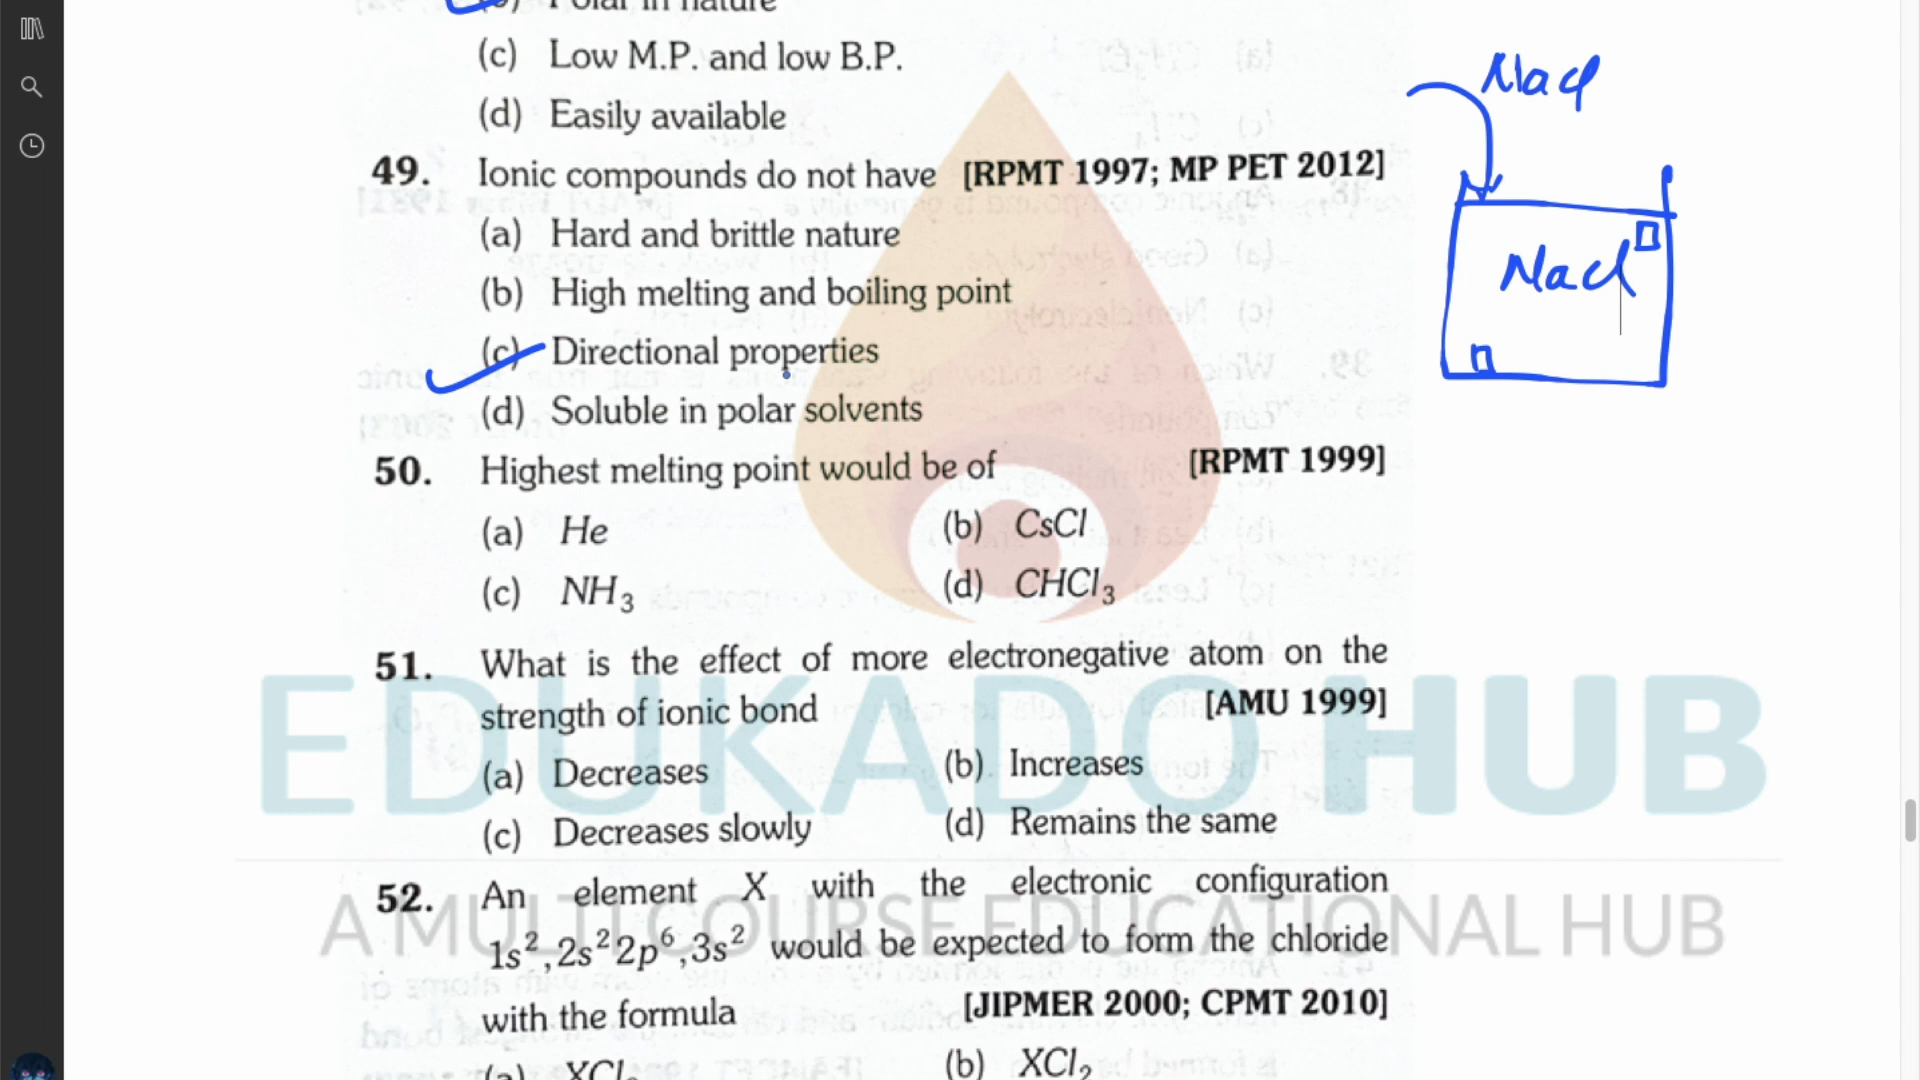 (b) Polar in nature
(c) Low M.P. and low B.P.
(d) Easily available
49. Ionic compounds do not have [RPMT 1997; MP PET 2012]
(a) Hard and brittle nature
(b) High melting and boiling point
(c) Directional properties
(d) Soluble in polar solvents
50. Highest melting point would be of [RPMT 1999]
(a) He (b) CsCl
(c) NH₃ (d) CHCl₃
51. What is the effect of more electronegative atom on the
strength of ionic bond [AMU 1999]
(a) Decreases (b) Increases
(c) Decreases slowly (d) Remains the same
52. An element X with the electronic configuration
1s²,2s²2p⁶,3s² would be expected to form the chloride
with the formula [JIPMER 2000; CPMT 2010]
(b) XCl₂
NaCl
NaCl
EDUKADO HUB
A MULTI COURSE EDUCATIONAL HUB